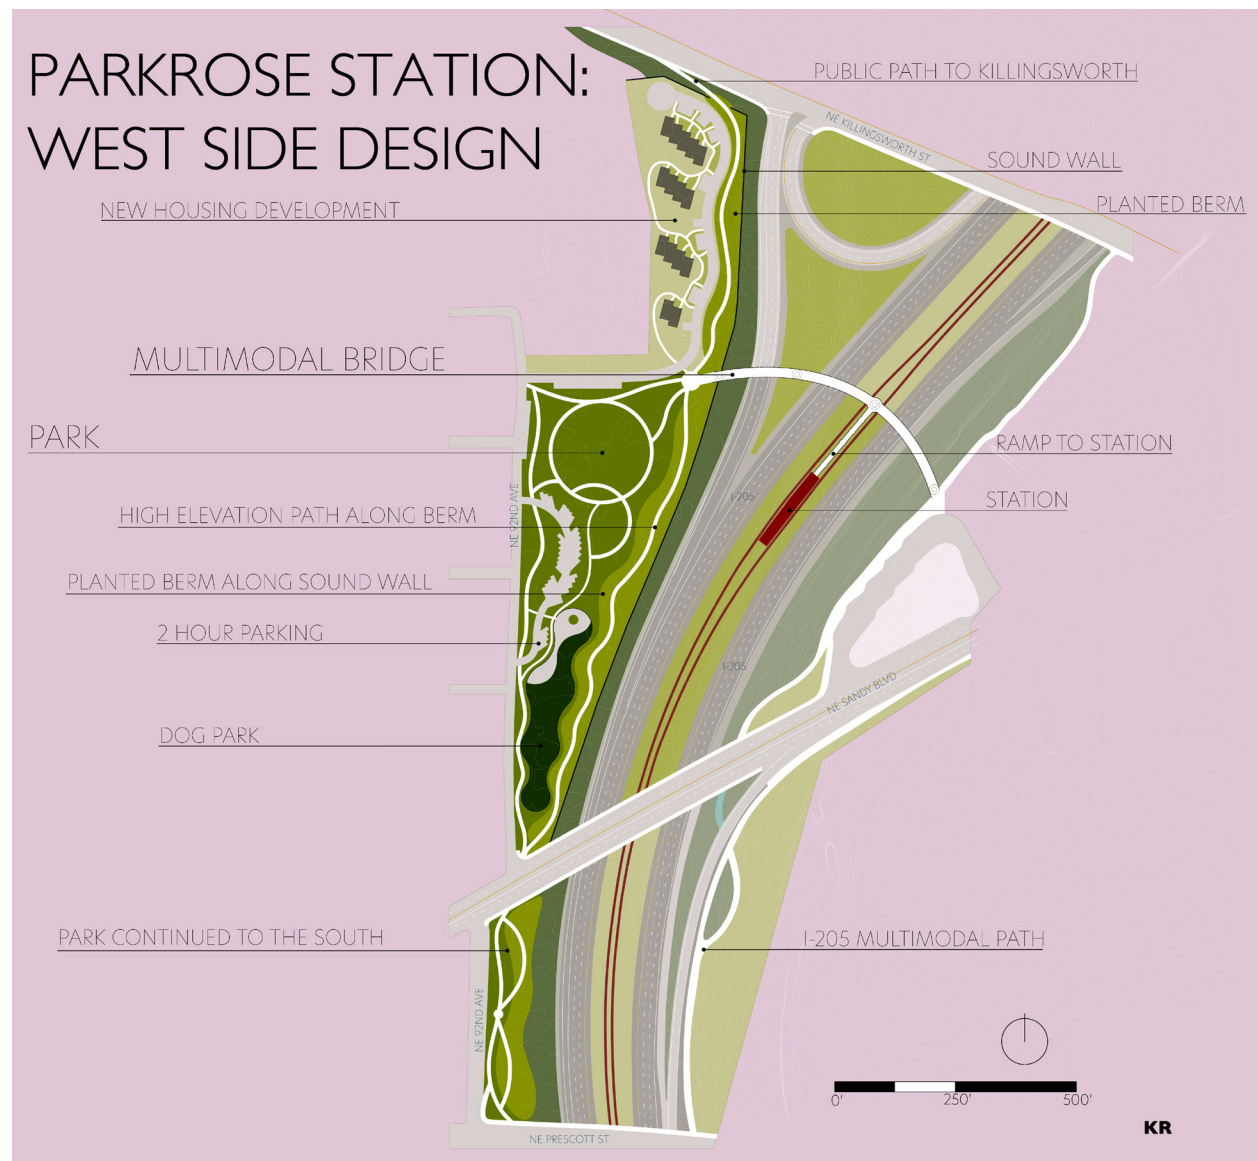 PARKROSE STATION:
WEST SIDE DESIGN
PUBLIC PATH TO KILLINGSWORTH
NE KILLINGSWORTH ST
SOUND WALL
PLANTED BERM
NEW HOUSING DEVELOPMENT
MULTIMODAL BRIDGE
PARK
RAMP TO STATION
I-205
STATION
NE 92ND AVE
HIGH ELEVATION PATH ALONG BERM
PLANTED BERM ALONG SOUND WALL
2 HOUR PARKING
I-205
NE SANDY BLVD
DOG PARK
PARK CONTINUED TO THE SOUTH
I-205 MULTIMODAL PATH
NE 92ND AVE
0'
250'
500'
KR
NE PRESCOTT ST